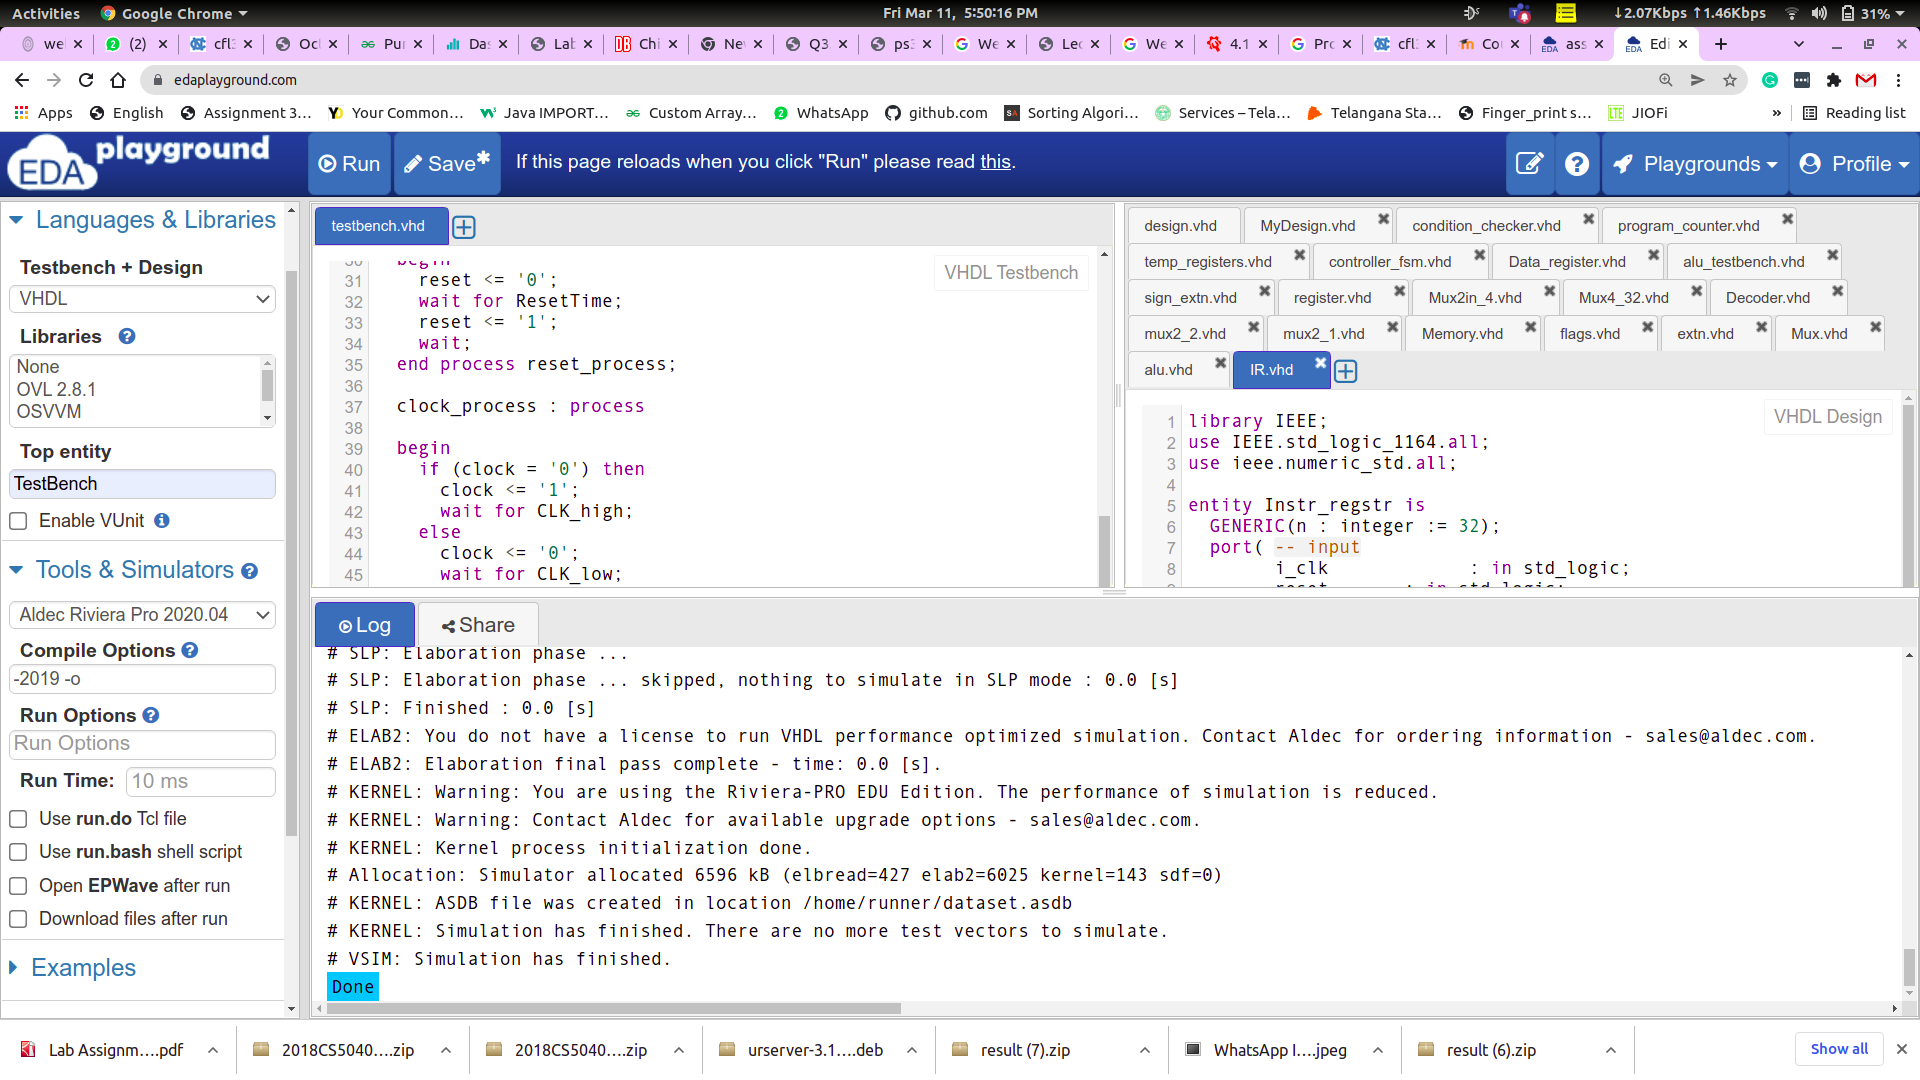 Activities Google Chrome Fri Mar 11, 5:50:16 PM ↓2.07Kbps ↑1.46Kbps 31%
we (2) cfl Ocl Pu Da Lab Chi Ne Q3 ps3 We Lec We 4.1 Pro cfl Co ass Edi
edaplayground.com
Apps English Assignment 3... Your Common... Java IMPORT... Custom Array... WhatsApp github.com Sorting Algori... Services – Tela... Telangana Sta... Finger_print s... JIOFi » Reading list
EDA playground Run Save* If this page reloads when you click "Run" please read this. Playgrounds Profile
Languages & Libraries
Testbench + Design
VHDL
Libraries
None
OVL 2.8.1
OSVVM
Top entity
TestBench
Enable VUnit
Tools & Simulators
Aldec Riviera Pro 2020.04
Compile Options
-2019 -o
Run Options
Run Options
Run Time: 10 ms
Use run.do Tcl file
Use run.bash shell script
Open EPWave after run
Download files after run
Examples
testbench.vhd
VHDL Testbench
30 begin
31 reset <= '0';
32 wait for ResetTime;
33 reset <= '1';
34 wait;
35 end process reset_process;
36
37 clock_process : process
38
39 begin
40 if (clock = '0') then
41 clock <= '1';
42 wait for CLK_high;
43 else
44 clock <= '0';
45 wait for CLK_low;
design.vhd MyDesign.vhd condition_checker.vhd program_counter.vhd
temp_registers.vhd controller_fsm.vhd Data_register.vhd alu_testbench.vhd
sign_extn.vhd register.vhd Mux2in_4.vhd Mux4_32.vhd Decoder.vhd
mux2_2.vhd mux2_1.vhd Memory.vhd flags.vhd extn.vhd Mux.vhd
alu.vhd IR.vhd
VHDL Design
1 library IEEE;
2 use IEEE.std_logic_1164.all;
3 use ieee.numeric_std.all;
4
5 entity Instr_regstr is
6 GENERIC(n : integer := 32);
7 port( -- input
8 i_clk : in std_logic;
reset : in std_logic;
Log Share
# SLP: Elaboration phase ...
# SLP: Elaboration phase ... skipped, nothing to simulate in SLP mode : 0.0 [s]
# SLP: Finished : 0.0 [s]
# ELAB2: You do not have a license to run VHDL performance optimized simulation. Contact Aldec for ordering information - sales@aldec.com.
# ELAB2: Elaboration final pass complete - time: 0.0 [s].
# KERNEL: Warning: You are using the Riviera-PRO EDU Edition. The performance of simulation is reduced.
# KERNEL: Warning: Contact Aldec for available upgrade options - sales@aldec.com.
# KERNEL: Kernel process initialization done.
# Allocation: Simulator allocated 6596 kB (elbread=427 elab2=6025 kernel=143 sdf=0)
# KERNEL: ASDB file was created in location /home/runner/dataset.asdb
# KERNEL: Simulation has finished. There are no more test vectors to simulate.
# VSIM: Simulation has finished.
Done
Lab Assignm....pdf 2018CS5040....zip 2018CS5040....zip urserver-3.1....deb result (7).zip WhatsApp I....jpeg result (6).zip Show all